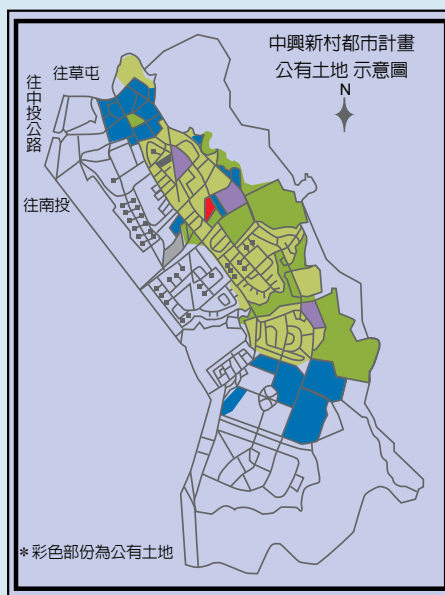 中興新村都市計畫
公有土地 示意圖
N
往草屯
往中投公路
往南投
*彩色部份為公有土地